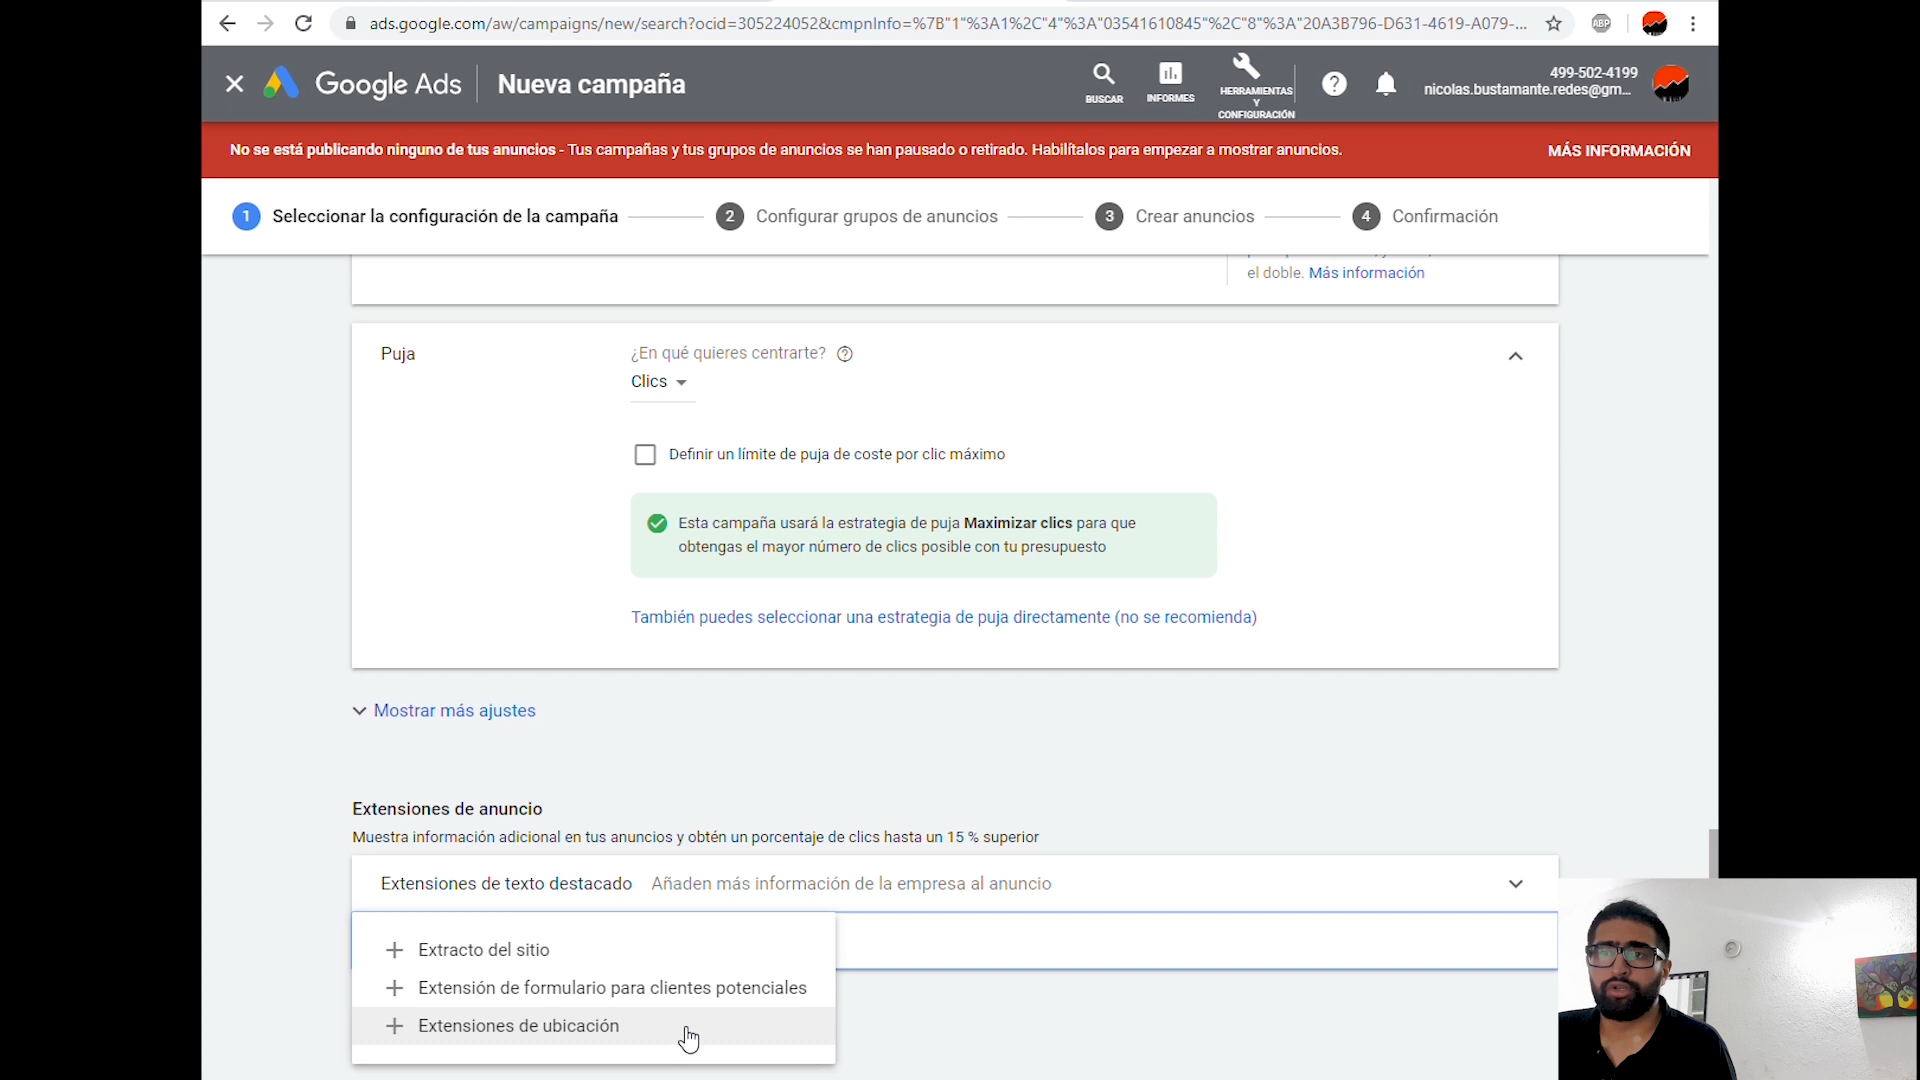 ads.google.com/aw/campaigns/new/search?ocid=305224052&cmpnInfo=%7B"1"%3A1%2C"4"%3A"03541610845"%2C"8"%3A"20A3B796-D631-4619-A079-...
ABP
Google Ads
Nueva campaña
BUSCAR
INFORMES
HERRAMIENTAS
Y
CONFIGURACIÓN
499-502-4199
nicolas.bustamante.redes@gm...
No se está publicando ninguno de tus anuncios - Tus campañas y tus grupos de anuncios se han pausado o retirado. Habilítalos para empezar a mostrar anuncios.
MÁS INFORMACIÓN
1 Seleccionar la configuración de la campaña
2 Configurar grupos de anuncios
3 Crear anuncios
4 Confirmación
el doble. Más información
Puja
¿En qué quieres centrarte?
Clics
Definir un límite de puja de coste por clic máximo
Esta campaña usará la estrategia de puja Maximizar clics para que
obtengas el mayor número de clics posible con tu presupuesto
También puedes seleccionar una estrategia de puja directamente (no se recomienda)
Mostrar más ajustes
Extensiones de anuncio
Muestra información adicional en tus anuncios y obtén un porcentaje de clics hasta un 15 % superior
Extensiones de texto destacado Añaden más información de la empresa al anuncio
Extracto del sitio
Extensión de formulario para clientes potenciales
Extensiones de ubicación